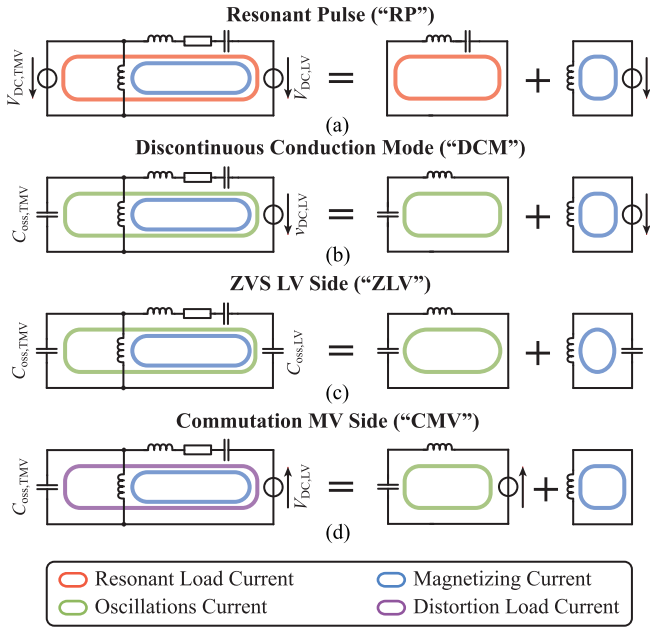 Resonant Pulse (“RP”)
V_DC,TMV
V_DC,LV
V_DC,LV
=
+
(a)
Discontinuous Conduction Mode (“DCM”)
C_oss,TMV
v_DC,LV
=
+
(b)
ZVS LV Side (“ZLV”)
C_oss,TMV
C_oss,LV
=
+
(c)
Commutation MV Side (“CMV”)
C_oss,TMV
V_DC,LV
=
+
(d)
Resonant Load Current
Magnetizing Current
Oscillations Current
Distortion Load Current